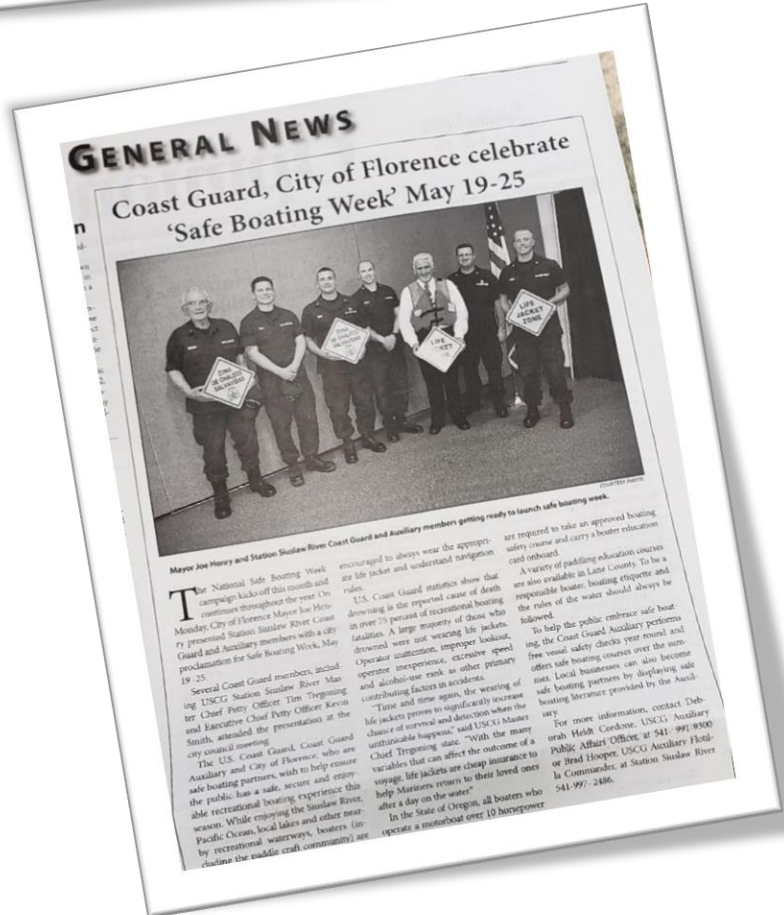 GENERAL NEWS
Coast Guard, City of Florence celebrate
'Safe Boating Week' May 19-25
ZONA
DE CHALECO
SALVAVIDAS
ZONA
DE CHALECO
SALVAVIDAS
LIFE
LIFE
JACKET
ZONE
COURTESY PHOTO
Mayor Joe Henry and Station Siuslaw River Coast Guard and Auxiliary members getting ready to launch safe boating week.
The National Safe Boating Week
campaign kicks off this month and
continues throughout the year. On
Monday, City of Florence Mayor Joe Hen-
ry presented Station Siuslaw River Coast
Guard and Auxiliary members with a city
proclamation for Safe Boating Week, May
19 -25.
Several Coast Guard members, includ-
ing USCG Station Siuslaw River Mas-
ter Chief Petty Officer Tim Tregoning
and Executive Chief Petty Officer Kevin
Smith, attended the presentation at the
city council meeting.
The U.S. Coast Guard, Coast Guard
Auxiliary and City of Florence, who are
safe boating partners, wish to help ensure
the public has a safe, secure and enjoy-
able recreational boating experience this
season. While enjoying the Siuslaw River,
Pacific Ocean, local lakes and other near-
by recreational waterways, boaters (in-
cluding the paddle craft community) are
encouraged to always wear the appropri-
ate life jacket and understand navigation
rules.
U.S. Coast Guard statistics show that
drowning is the reported cause of death
in over 75 percent of recreational boating
fatalities. A large majority of those who
drowned were not wearing life jackets.
Operator inattention, improper lookout,
operator inexperience, excessive speed
and alcohol-use rank as other primary
contributing factors in accidents.
"Time and time again, the wearing of
life jackets proves to significantly increase
chance of survival and detection when the
unthinkable happens," said USCG Master
Chief Tregoning state. "With the many
variables that can affect the outcome of a
voyage, life jackets are cheap insurance to
help Mariners return to their loved ones
after a day on the water."
In the State of Oregon, all boaters who
operate a motorboat over 10 horsepower
are required to take an approved boating
safety course and carry a boater education
card onboard.
A variety of paddling education courses
are also available in Lane County. To be a
responsible boater, boating etiquette and
the rules of the water should always be
followed.
To help the public embrace safe boat-
ing, the Coast Guard Auxiliary performs
free vessel safety checks year round and
offers safe boating courses over the sum-
mer. Local businesses can also become
safe boating partners by displaying safe
boating literature provided by the Auxil-
iary.
For more information, contact Deb-
orah Heldt Cordone, USCG Auxiliary
Public Affairs Officer, at 541- 991-9300
or Brad Hooper, USCG Auxiliary Flotil-
la Commander, at Station Siuslaw River
541-997- 2486.